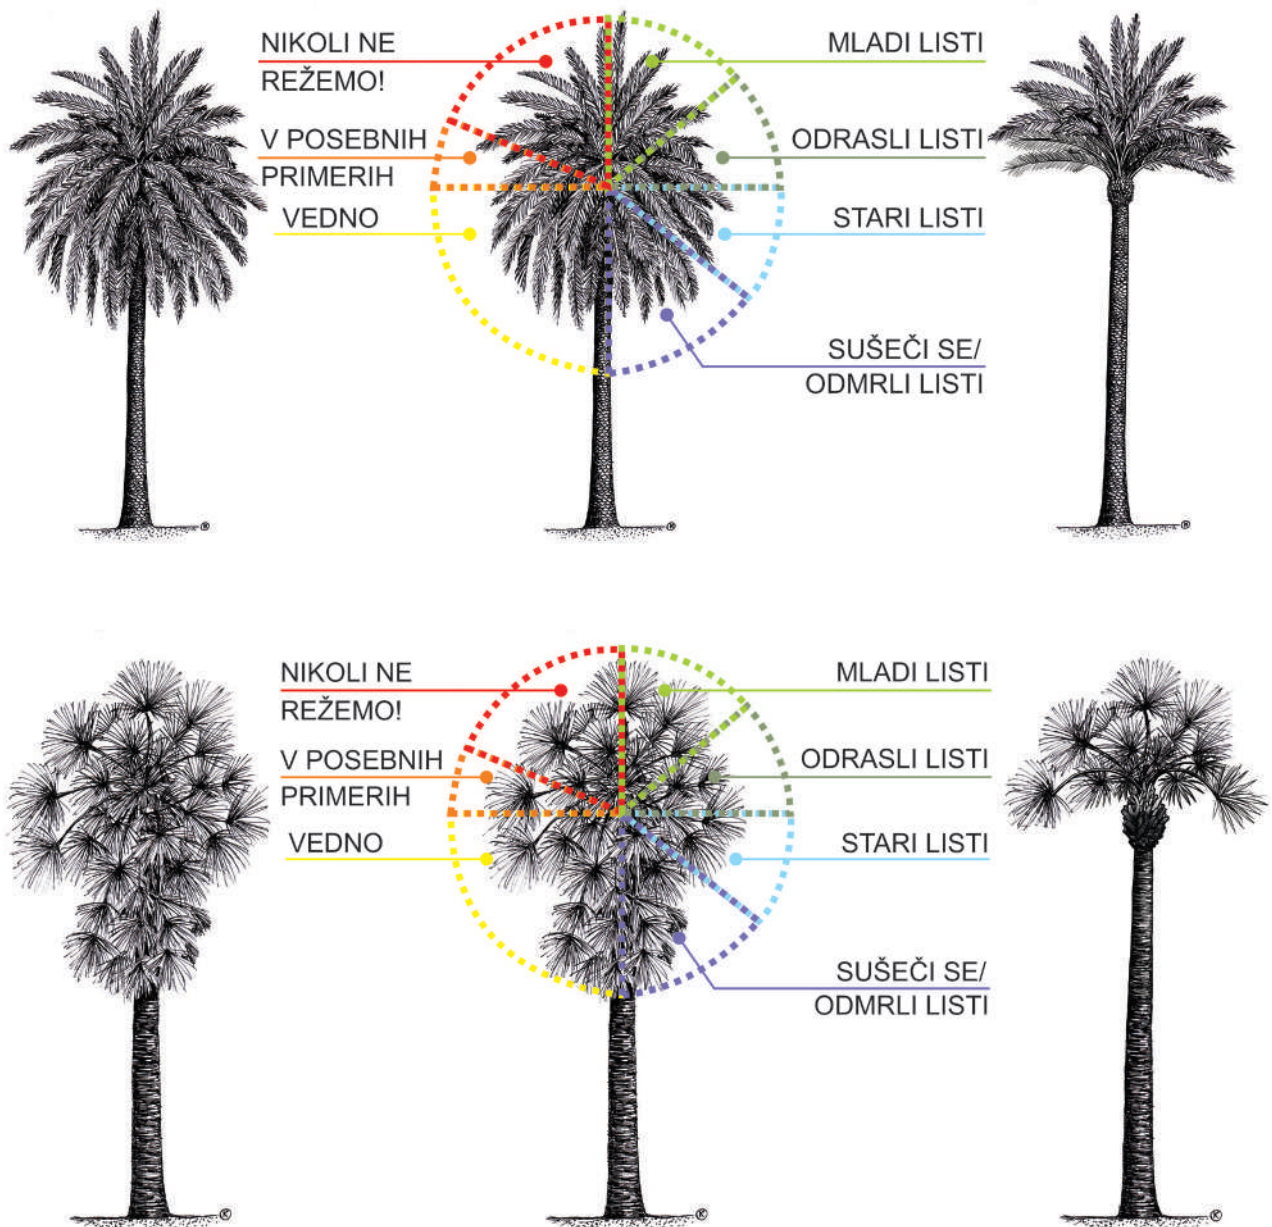 NIKOLI NE
REŽEMO!
V POSEBNIH
PRIMERIH
VEDNO
MLADI LISTI
ODRASLI LISTI
STARI LISTI
SUŠEČI SE/
ODMRLI LISTI
NIKOLI NE
REŽEMO!
V POSEBNIH
PRIMERIH
VEDNO
MLADI LISTI
ODRASLI LISTI
STARI LISTI
SUŠEČI SE/
ODMRLI LISTI